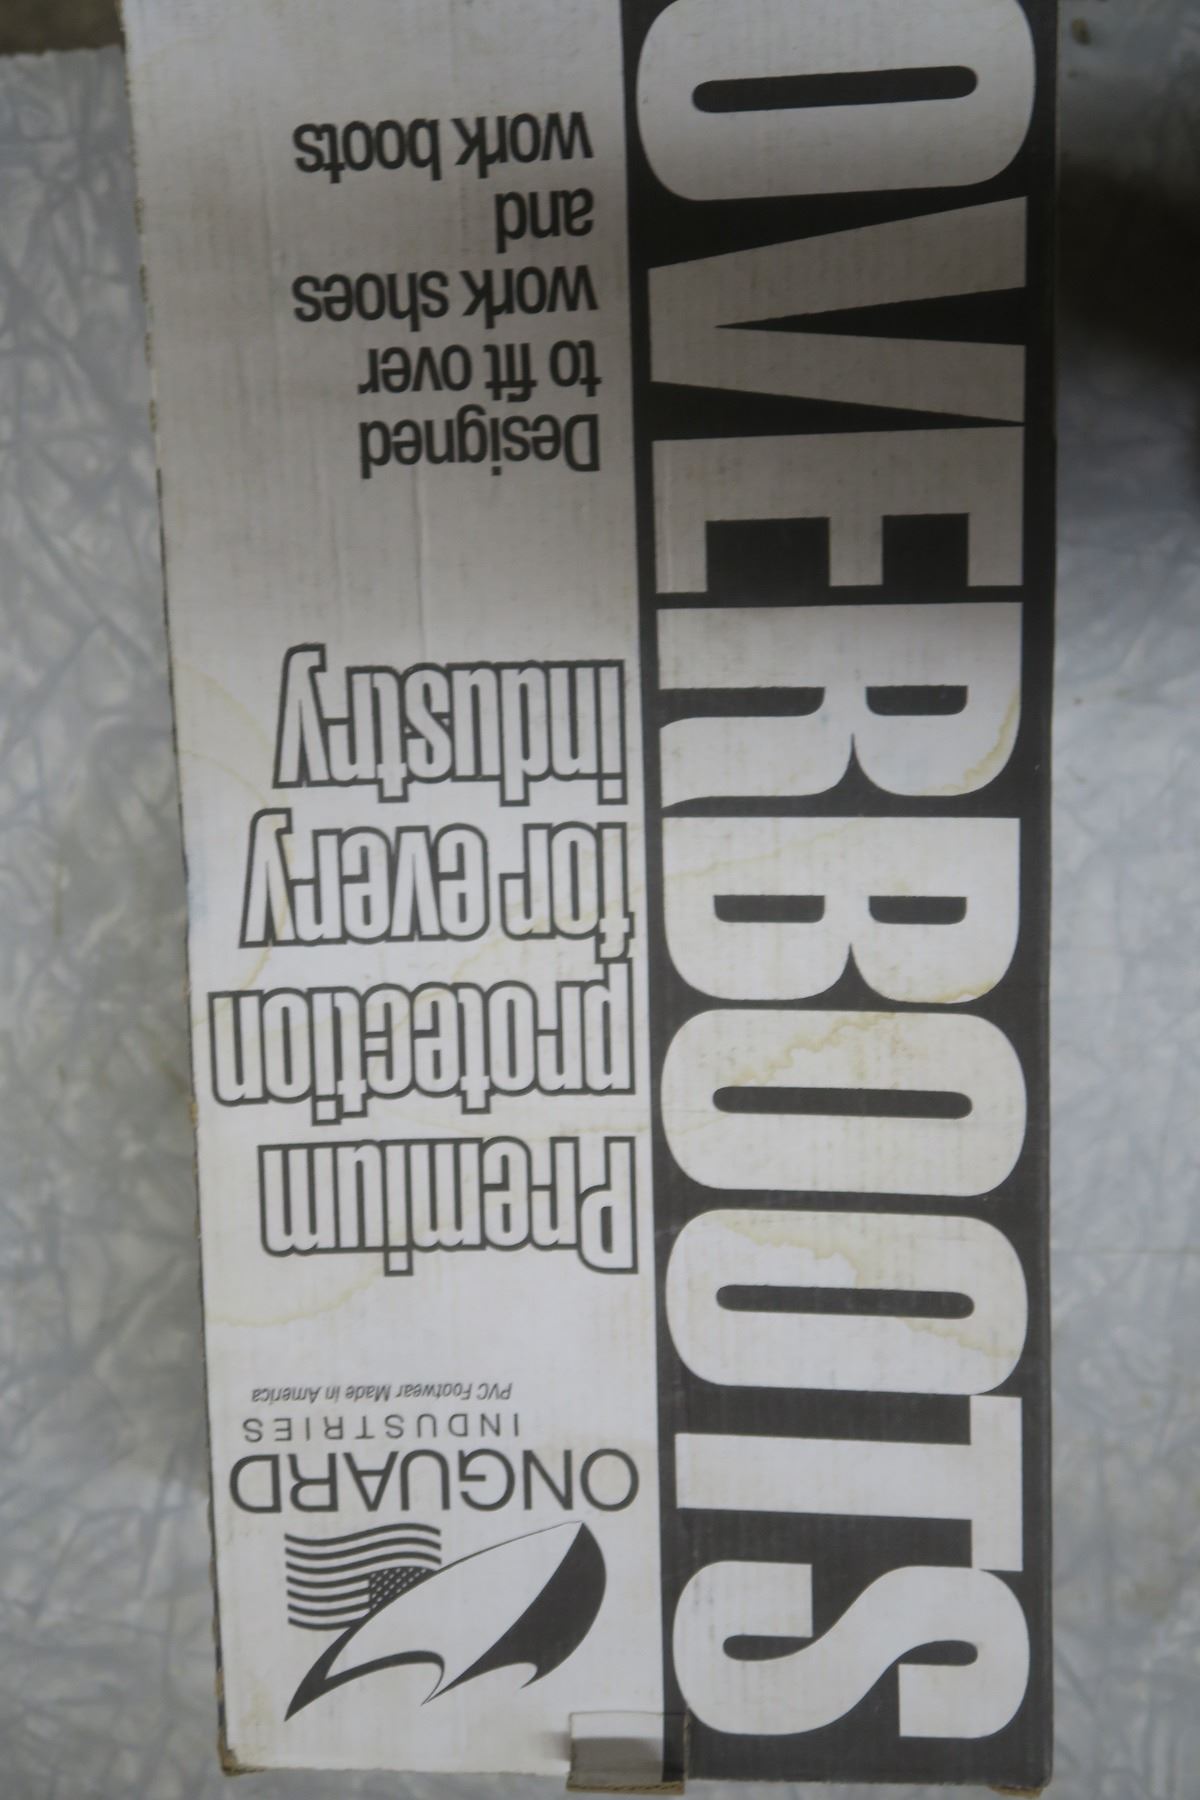 ONGUARD
INDUSTRIES
PVC Footwear Made in America
Premium
protection
for every
industry
Designed
to fit over
work shoes
and
work boots
OVERBOOTS